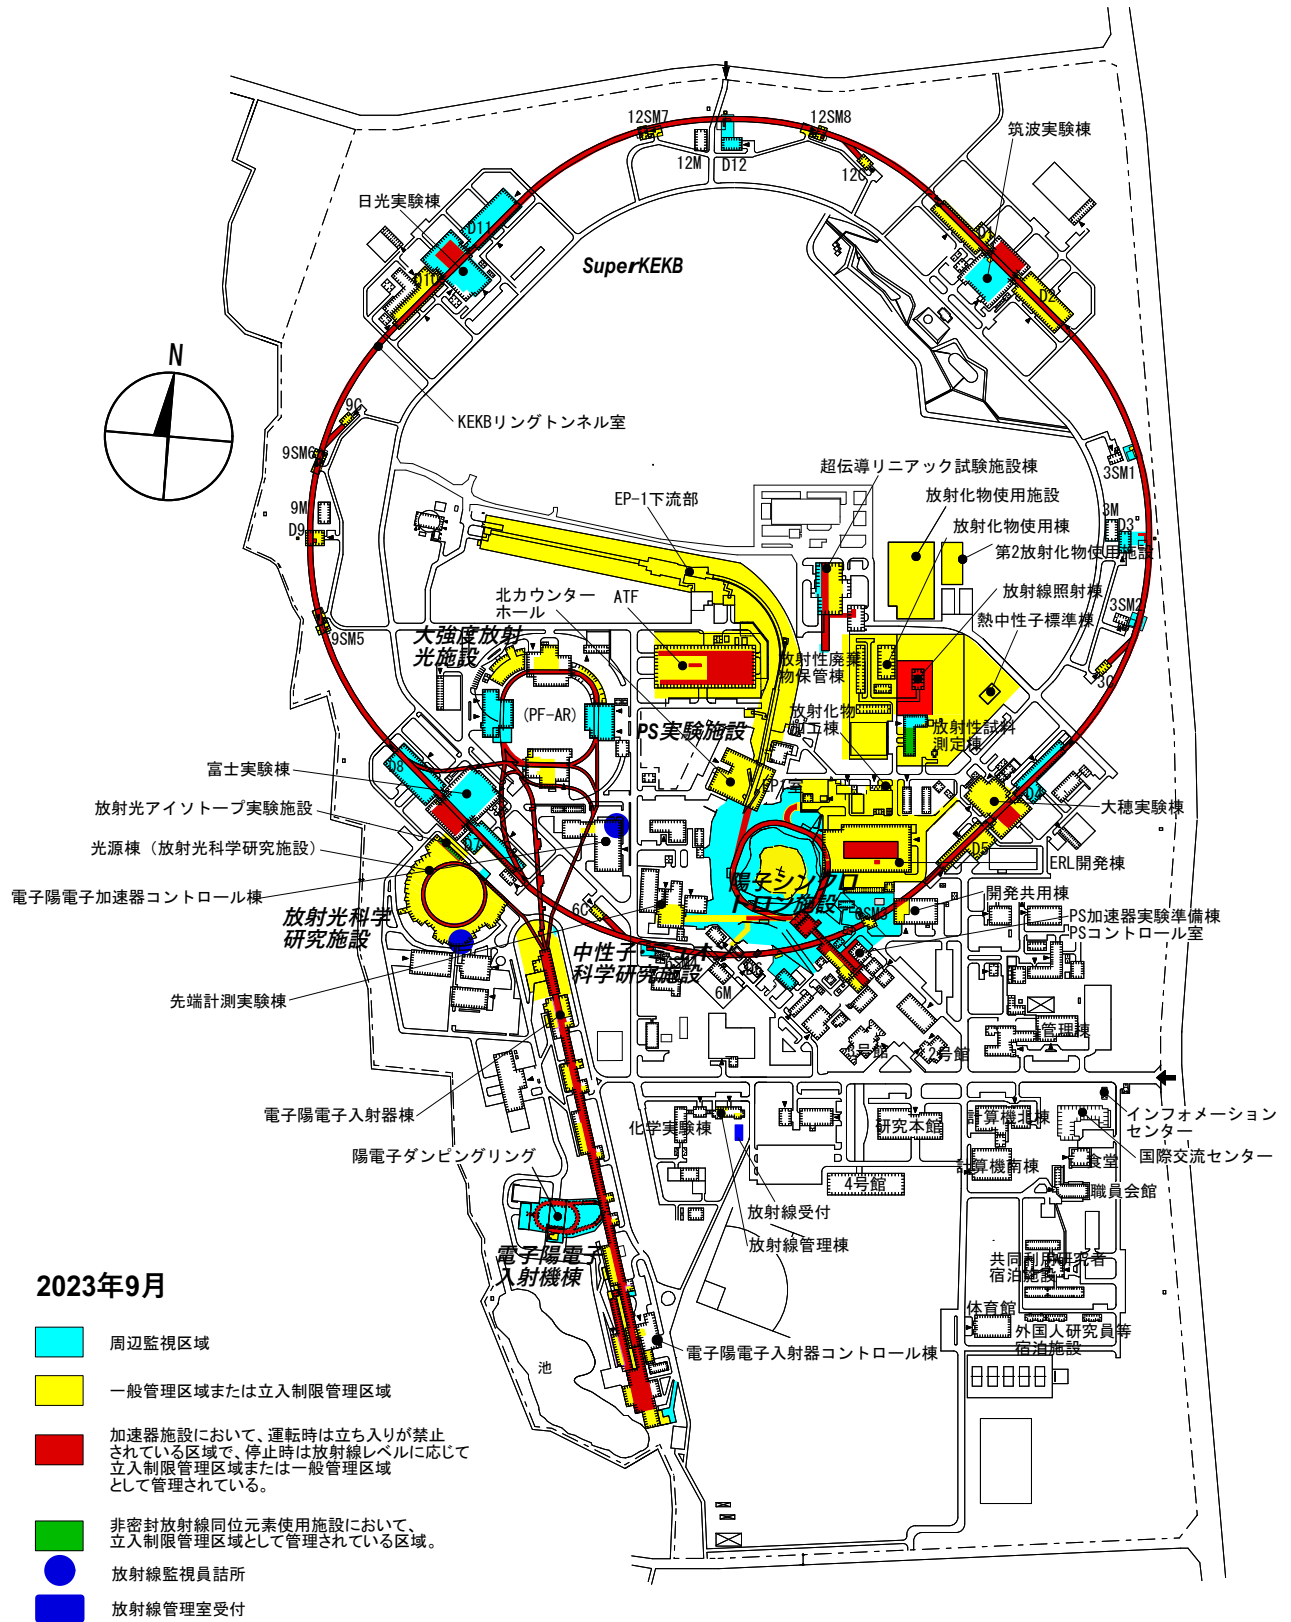 12SM7
12SM8
12M
D12
12C
筑波実験棟
日光実験棟
D11
D10
D1
D2
SuperKEKB
N
9C
KEKBリングトンネル室
9SM6
9M
D9
9SM5
3SM1
3M
D3
3SM2
3C
超伝導リニアック試験施設棟
放射化物使用施設
EP-1下流部
放射化物使用棟
第2放射化物使用施設
北カウンター
ホール
ATF
放射線照射棟
熱中性子標準棟
大強度放射
光施設
放射性廃棄
物保管棟
(PF-AR)
PS実験施設
放射化物
加工棟
放射性試料
測定棟
富士実験棟
D8
EP1室
D4
大穂実験棟
放射光アイソトープ実験施設
D7
D5
光源棟（放射光科学研究施設）
ERL開発棟
電子陽電子加速器コントロール棟
陽子シンクロ
トロン施設
開発共用棟
放射光科学
研究施設
6C
6SM3
PS加速器実験準備棟
PSコントロール室
中性子
科学研究施設
6M
先端計測実験棟
管理棟
3号館
2号館
電子陽電子入射器棟
化学実験棟
研究本館
計算機北棟
インフォメーション
センター
国際交流センター
陽電子ダンピングリング
計算機南棟
食堂
4号館
職員会館
放射線受付
放射線管理棟
電子陽電子
入射機棟
共同利用研究者
宿泊施設
2023年9月
体育館
外国人研究員等
宿泊施設
周辺監視区域
電子陽電子入射器コントロール棟
池
一般管理区域または立入制限管理区域
加速器施設において、運転時は立ち入りが禁止
されている区域で、停止時は放射線レベルに応じて
立入制限管理区域または一般管理区域
として管理されている。
非密封放射線同位元素使用施設において、
立入制限管理区域として管理されている区域。
放射線監視員詰所
放射線管理室受付